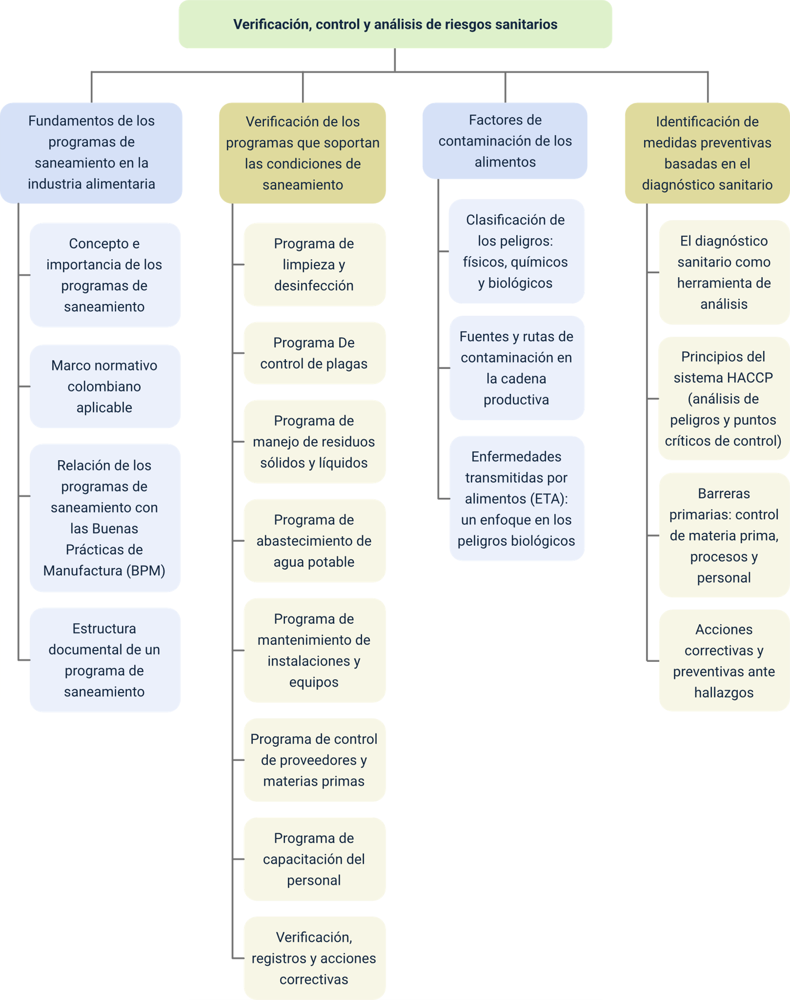 Verificación, control y análisis de riesgos sanitarios
Fundamentos de los
programas de
saneamiento en la
industria alimentaria
Concepto e
importancia de los
programas de
saneamiento
Marco normativo
colombiano
aplicable
Relación de los
programas de
saneamiento con
las Buenas
Prácticas de
Manufactura (BPM)
Estructura
documental de un
programa de
saneamiento
Verificación de los
programas que soportan
las condiciones de
saneamiento
Programa de
limpieza y
desinfección
Programa De
control de plagas
Programa de
manejo de residuos
sólidos y líquidos
Programa de
abastecimiento de
agua potable
Programa de
mantenimiento de
instalaciones y
equipos
Programa de control
de proveedores y
materias primas
Programa de
capacitación del
personal
Verificación,
registros y acciones
correctivas
Factores de
contaminación de los
alimentos
Clasificación de
los peligros:
físicos, químicos
y biológicos
Fuentes y rutas de
contaminación en
la cadena
productiva
Enfermedades
transmitidas por
alimentos (ETA):
un enfoque en los
peligros biológicos
Identificación de
medidas preventivas
basadas en el
diagnóstico sanitario
El diagnóstico
sanitario como
herramienta de
análisis
Principios del
sistema HACCP
(análisis de
peligros y puntos
críticos de control)
Barreras
primarias: control
de materia prima,
procesos y
personal
Acciones
correctivas y
preventivas ante
hallazgos